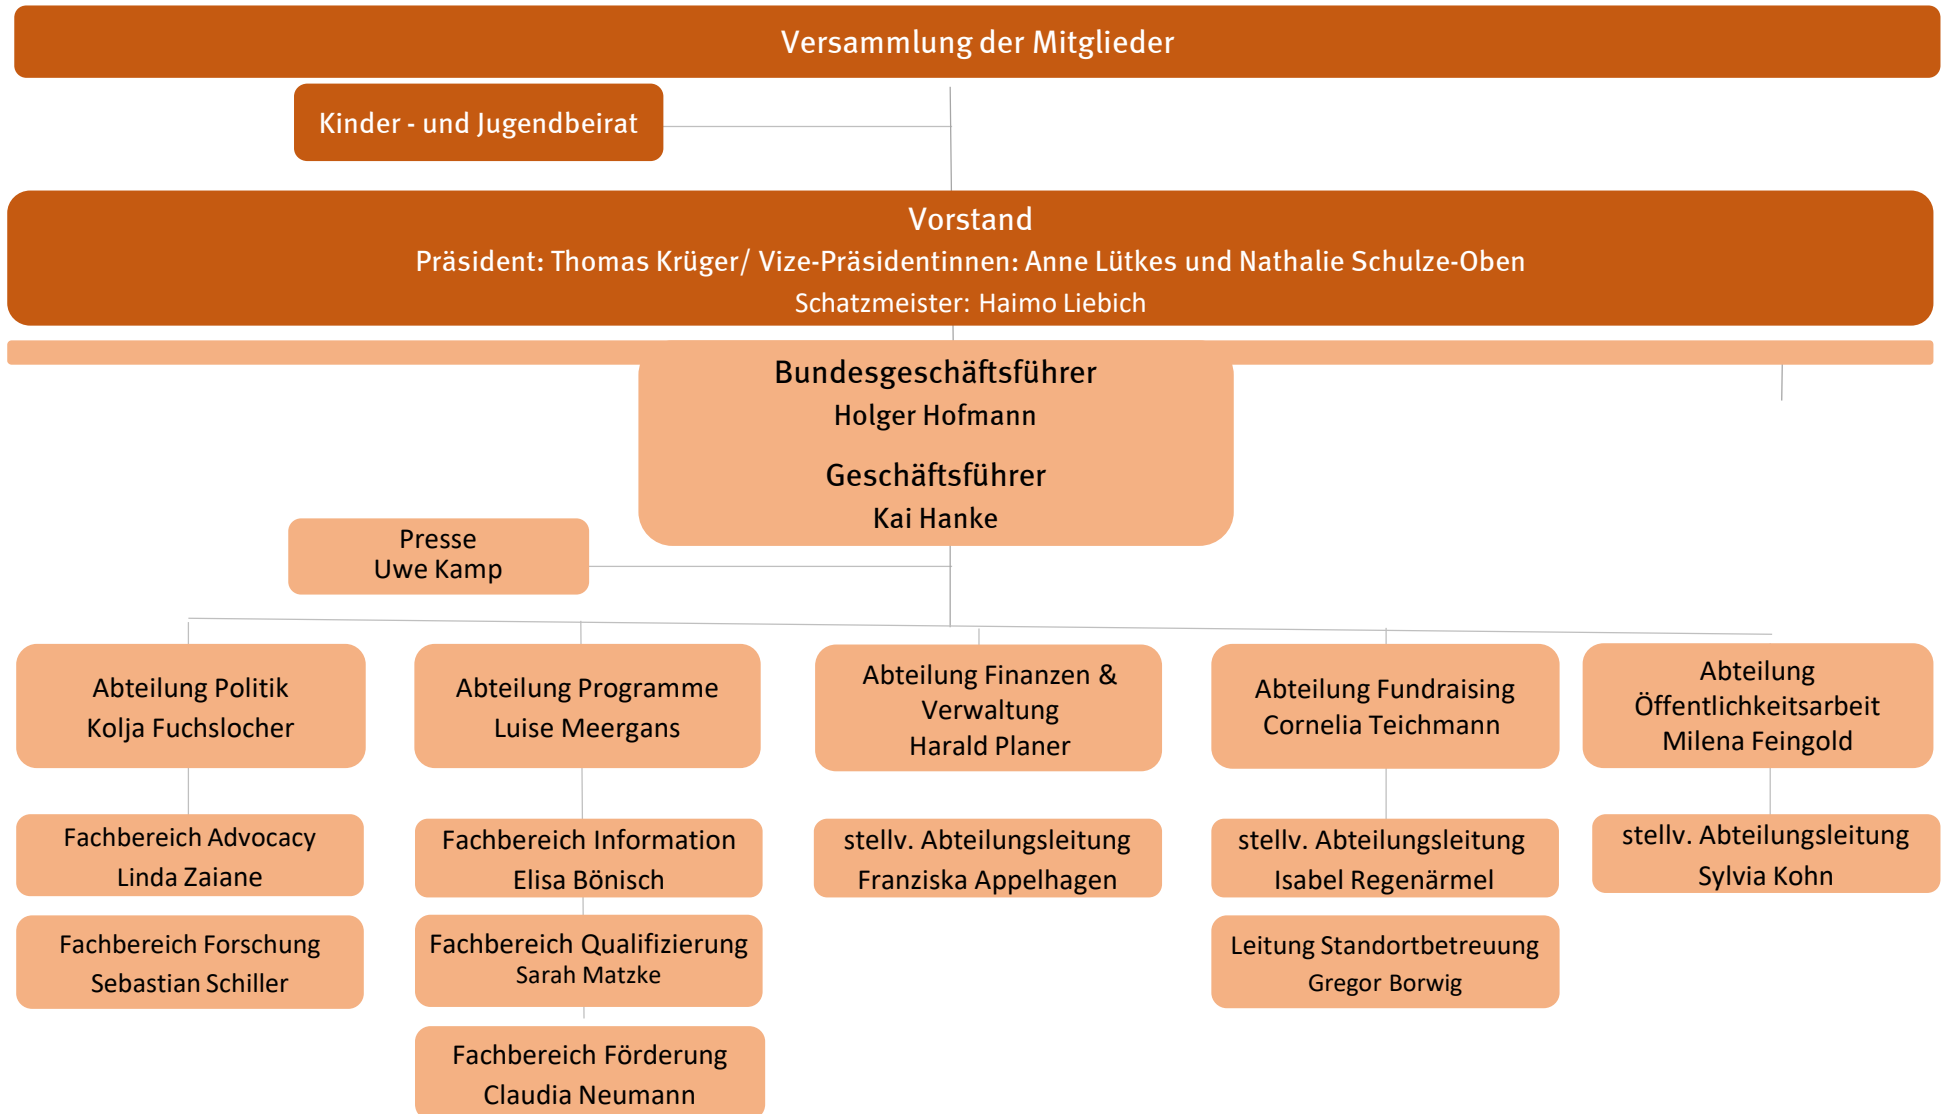 Versammlung der Mitglieder
Kinder - und Jugendbeirat
Vorstand
Präsident: Thomas Krüger/ Vize-Präsidentinnen: Anne Lütkes und Nathalie Schulze-Oben
Schatzmeister: Haimo Liebich
Bundesgeschäftsführer
Holger Hofmann
Geschäftsführer
Kai Hanke
Presse
Uwe Kamp
Abteilung Politik
Kolja Fuchslocher
Abteilung Programme
Luise Meergans
Abteilung Finanzen &
Verwaltung
Harald Planer
Abteilung Fundraising
Cornelia Teichmann
Abteilung
Öffentlichkeitsarbeit
Milena Feingold
Fachbereich Advocacy
Linda Zaiane
Fachbereich Information
Elisa Bönisch
stellv. Abteilungsleitung
Franziska Appelhagen
stellv. Abteilungsleitung
Isabel Regenärmel
stellv. Abteilungsleitung
Sylvia Kohn
Fachbereich Forschung
Sebastian Schiller
Fachbereich Qualifizierung
Sarah Matzke
Leitung Standortbetreuung
Gregor Borwig
Fachbereich Förderung
Claudia Neumann